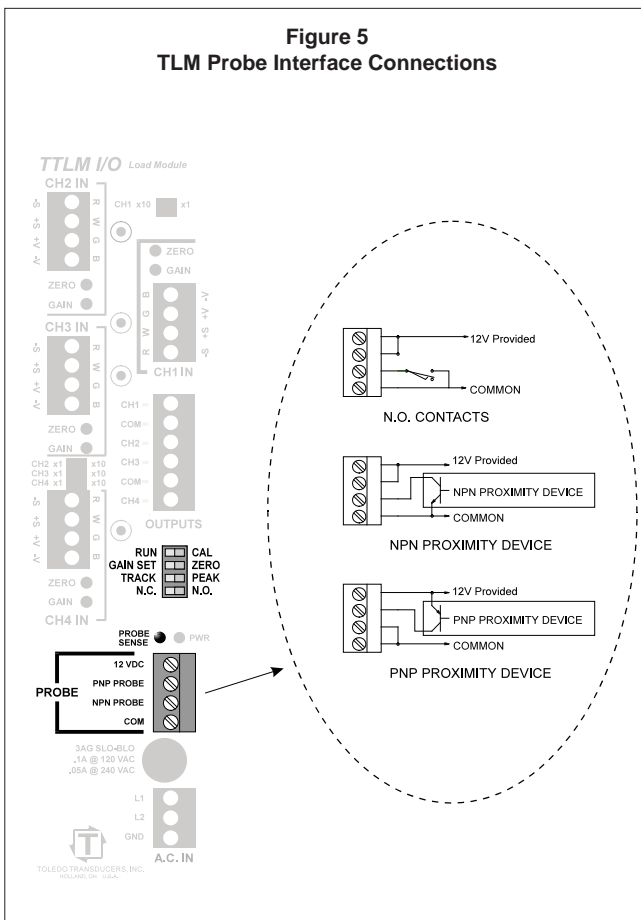 Figure 5
TLM Probe Interface Connections
TTLM I/O Load Module
CH2 IN
-S
+S
+V
-V
R
W
G
B
ZERO
GAIN
CH1 x10 x1
ZERO
GAIN
B
G
W
R
-V
+V
+S
-S
CH1 IN
CH3 IN
-S
+S
+V
-V
R
W
G
B
ZERO
GAIN
CH2 x1 x10
CH3 x1 x10
CH4 x1 x10
CH1
COM
CH2
CH3
COM
CH4
OUTPUTS
-S
+S
+V
-V
R
W
G
B
ZERO
GAIN
CH4 IN
RUN CAL
GAIN SET ZERO
TRACK PEAK
N.C. N.O.
PROBE SENSE
PWR
PROBE
12 VDC
PNP PROBE
NPN PROBE
COM
3AG SLO-BLO
.1A @ 120 VAC
.05A @ 240 VAC
L1
L2
GND
A.C. IN
T
TOLEDO TRANSDUCERS, INC.
HOLLAND, OH U.S.A.
12V Provided
COMMON
N.O. CONTACTS
12V Provided
NPN PROXIMITY DEVICE
COMMON
NPN PROXIMITY DEVICE
12V Provided
PNP PROXIMITY DEVICE
COMMON
PNP PROXIMITY DEVICE